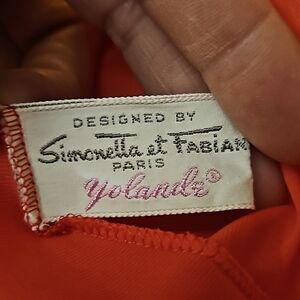 DESIGNED BY
Simonetta et FABIANI
PARIS
Yolande®